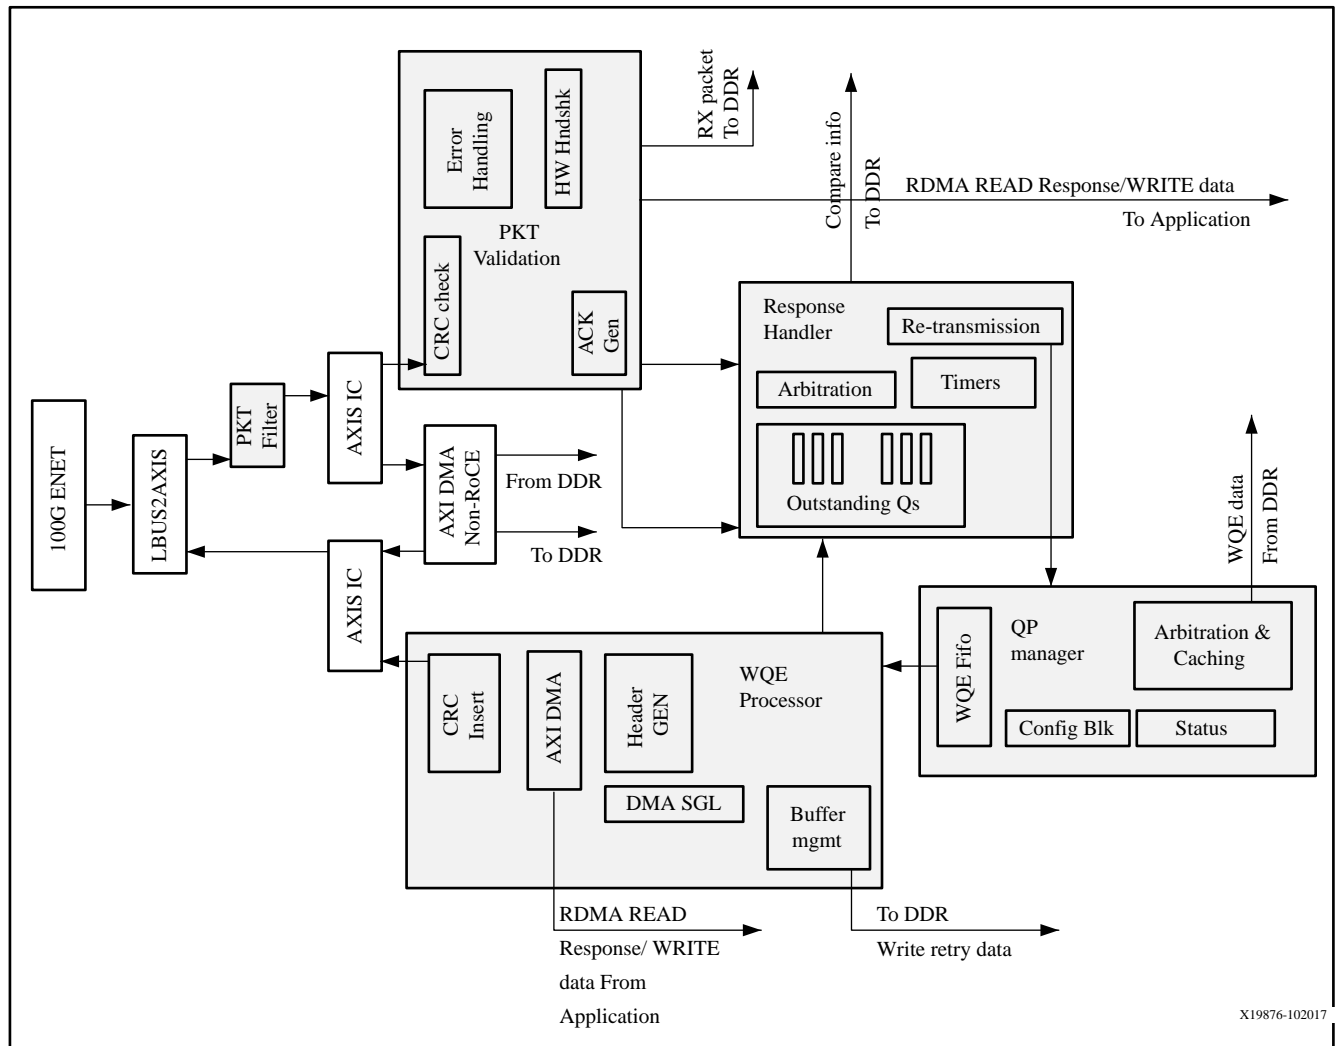 Error
Handling
HW Hndshk
PKT
Validation
CRC check
ACK
Gen
RX packet
To DDR
Compare info
To DDR
RDMA READ Response/WRITE data
To Application
Response
Handler
Re-transmission
Arbitration
Timers
Outstanding Qs
100G ENET
LBUS2AXIS
PKT
Filter
AXIS IC
AXI DMA
Non-RoCE
From DDR
To DDR
AXIS IC
WQE data
From DDR
WQE Fifo
QP
manager
Arbitration &
Caching
Config Blk
Status
CRC
Insert
AXI DMA
Header
GEN
WQE
Processor
DMA SGL
Buffer
mgmt
RDMA READ
Response/ WRITE
data From
Application
To DDR
Write retry data
X19876-102017